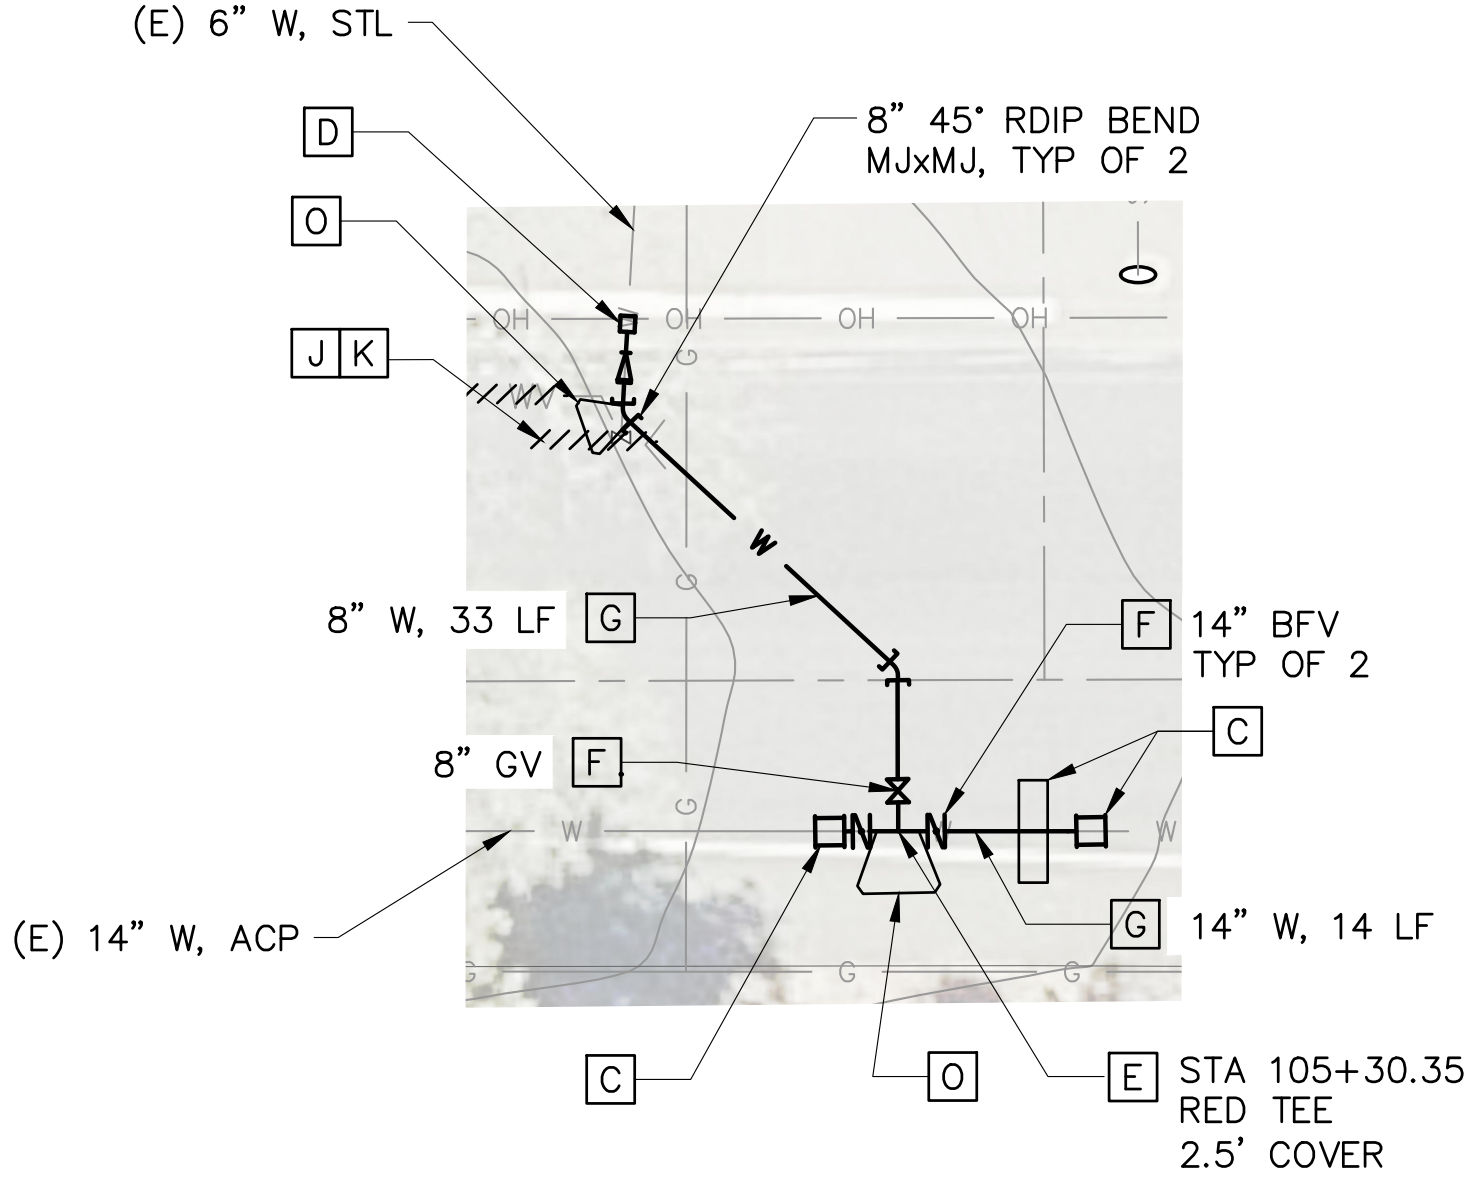 (E) 6" W, STL
D
8" 45° RDIP BEND
MJxMJ, TYP OF 2
O
OH
OH
OH
OH
W
G
J K
WV
W
8" W, 33 LF G
G
F 14" BFV
TYP OF 2
C
8" GV F
G
W
W
W
(E) 14" W, ACP
G 14" W, 14 LF
G
G
G
C
O
E STA 105+30.35
RED TEE
2.5' COVER